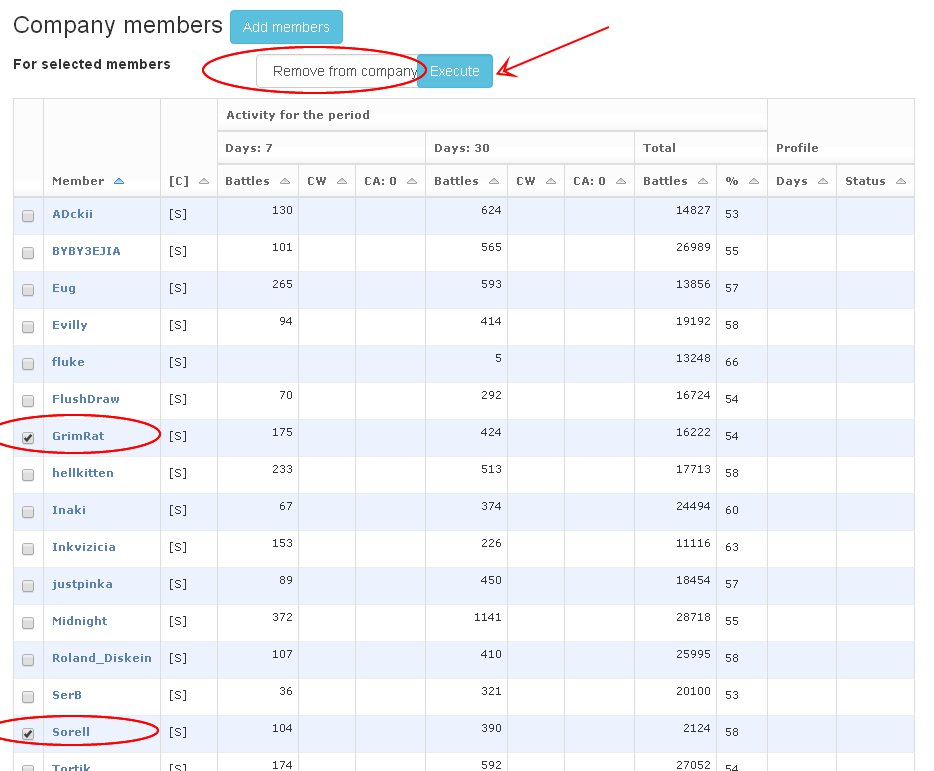 Company members Add members
For selected members Remove from company Execute
Activity for the period
Days: 7 Days: 30 Total Profile
Member [C] Battles CW CA: 0 Battles CW CA: 0 Battles % Days Status
ADckii [S] 130 624 14827 53
BYBY3EJIA [S] 101 565 26989 55
Eug [S] 265 593 13856 57
Evilly [S] 94 414 19192 58
fluke [S] 5 13248 66
FlushDraw [S] 70 292 16724 54
GrimRat [S] 175 424 16222 54
hellkitten [S] 233 513 17713 58
Inaki [S] 67 374 24494 60
Inkvizicia [S] 153 226 11116 63
justpinka [S] 89 450 18454 57
Midnight [S] 372 1141 28718 55
Roland_Diskein [S] 107 410 25995 58
SerB [S] 36 321 20100 53
Sorell [S] 104 390 2124 58
Tortik [S] 174 592 27052 54